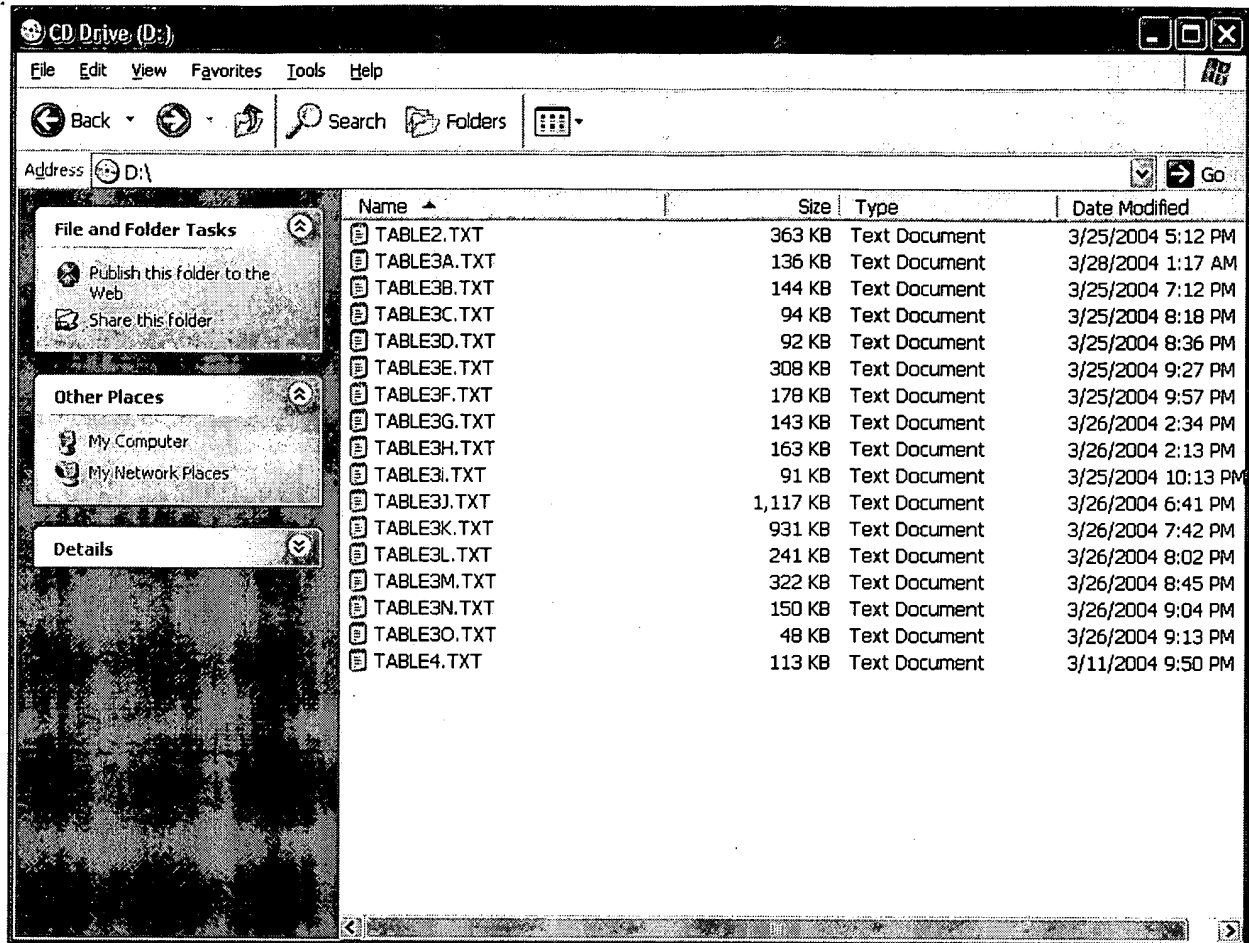 CD Drive (D:)
File Edit View Favorites Tools Help
Back Search Folders
Address D:\ Go
File and Folder Tasks
Publish this folder to the
Web
Share this folder
Other Places
My Computer
My Network Places
Details
Name Size Type Date Modified
TABLE2.TXT 363 KB Text Document 3/25/2004 5:12 PM
TABLE3A.TXT 136 KB Text Document 3/28/2004 1:17 AM
TABLE3B.TXT 144 KB Text Document 3/25/2004 7:12 PM
TABLE3C.TXT 94 KB Text Document 3/25/2004 8:18 PM
TABLE3D.TXT 92 KB Text Document 3/25/2004 8:36 PM
TABLE3E.TXT 308 KB Text Document 3/25/2004 9:27 PM
TABLE3F.TXT 178 KB Text Document 3/25/2004 9:57 PM
TABLE3G.TXT 143 KB Text Document 3/26/2004 2:34 PM
TABLE3H.TXT 163 KB Text Document 3/26/2004 2:13 PM
TABLE3i.TXT 91 KB Text Document 3/25/2004 10:13 PM
TABLE3J.TXT 1,117 KB Text Document 3/26/2004 6:41 PM
TABLE3K.TXT 931 KB Text Document 3/26/2004 7:42 PM
TABLE3L.TXT 241 KB Text Document 3/26/2004 8:02 PM
TABLE3M.TXT 322 KB Text Document 3/26/2004 8:45 PM
TABLE3N.TXT 150 KB Text Document 3/26/2004 9:04 PM
TABLE3O.TXT 48 KB Text Document 3/26/2004 9:13 PM
TABLE4.TXT 113 KB Text Document 3/11/2004 9:50 PM